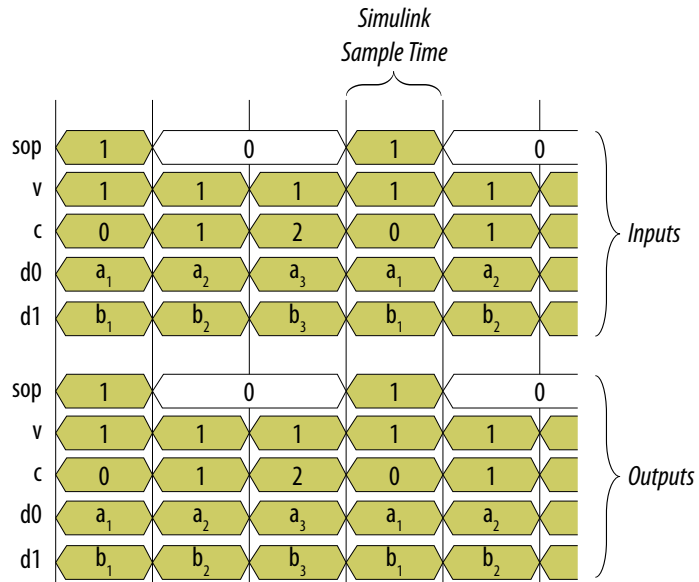 Simulink
Sample Time
sop 1 0 1 0
v 1 1 1 1 1
c 0 1 2 0 1
d0 a₁ a₂ a₃ a₁ a₂
d1 b₁ b₂ b₃ b₁ b₂
Inputs
sop 1 0 1 0
v 1 1 1 1 1
c 0 1 2 0 1
d0 a₁ a₂ a₃ a₁ a₂
d1 b₁ b₂ b₃ b₁ b₂
Outputs